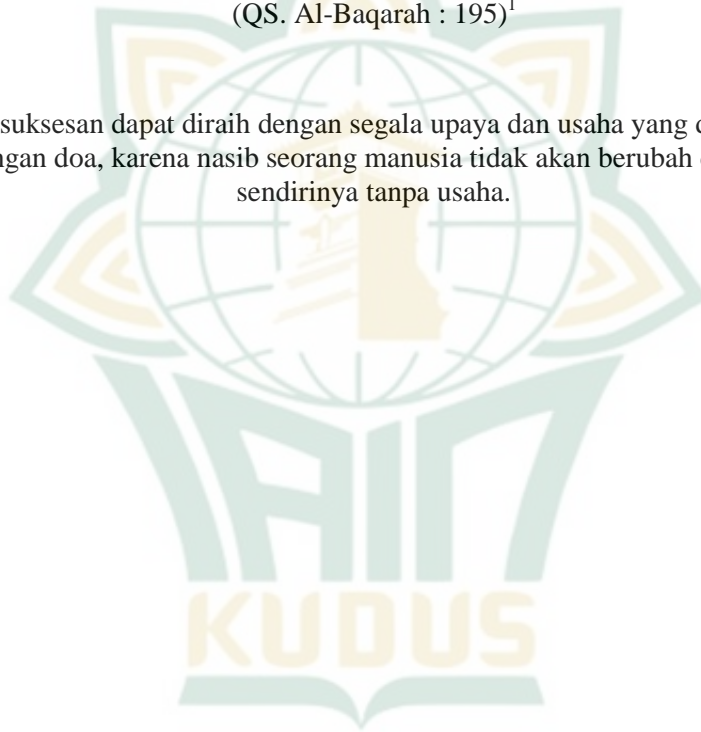 (QS. Al-Baqarah : 195)1
suksesan dapat diraih dengan segala upaya dan usaha yang
ngan doa, karena nasib seorang manusia tidak akan berubah
sendirinya tanpa usaha.
IAIN
KUDUS